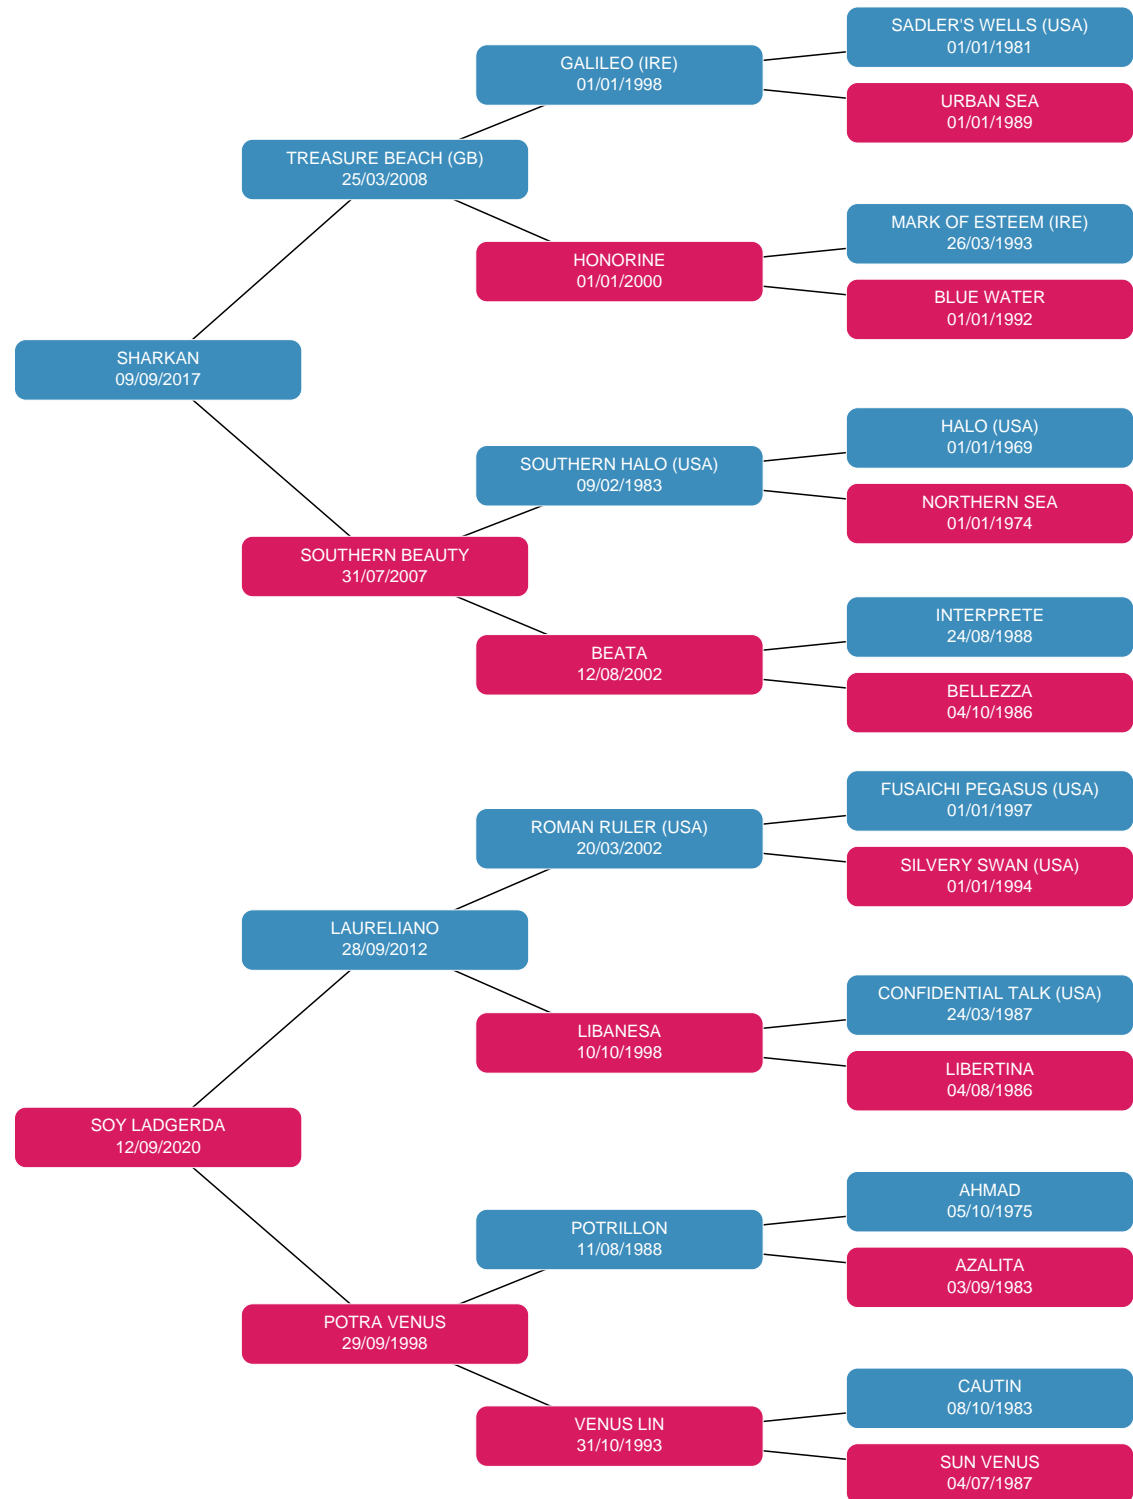 SADLER'S WELLS (USA)
01/01/1981
GALILEO (IRE)
01/01/1998
URBAN SEA
01/01/1989
TREASURE BEACH (GB)
25/03/2008
MARK OF ESTEEM (IRE)
26/03/1993
HONORINE
01/01/2000
BLUE WATER
01/01/1992
SHARKAN
09/09/2017
HALO (USA)
01/01/1969
SOUTHERN HALO (USA)
09/02/1983
NORTHERN SEA
01/01/1974
SOUTHERN BEAUTY
31/07/2007
INTERPRETE
24/08/1988
BEATA
12/08/2002
BELLEZZA
04/10/1986
FUSAICHI PEGASUS (USA)
01/01/1997
ROMAN RULER (USA)
20/03/2002
SILVERY SWAN (USA)
01/01/1994
LAURELIANO
28/09/2012
CONFIDENTIAL TALK (USA)
24/03/1987
LIBANESA
10/10/1998
LIBERTINA
04/08/1986
SOY LADGERDA
12/09/2020
AHMAD
05/10/1975
POTRILLON
11/08/1988
AZALITA
03/09/1983
POTRA VENUS
29/09/1998
CAUTIN
08/10/1983
VENUS LIN
31/10/1993
SUN VENUS
04/07/1987